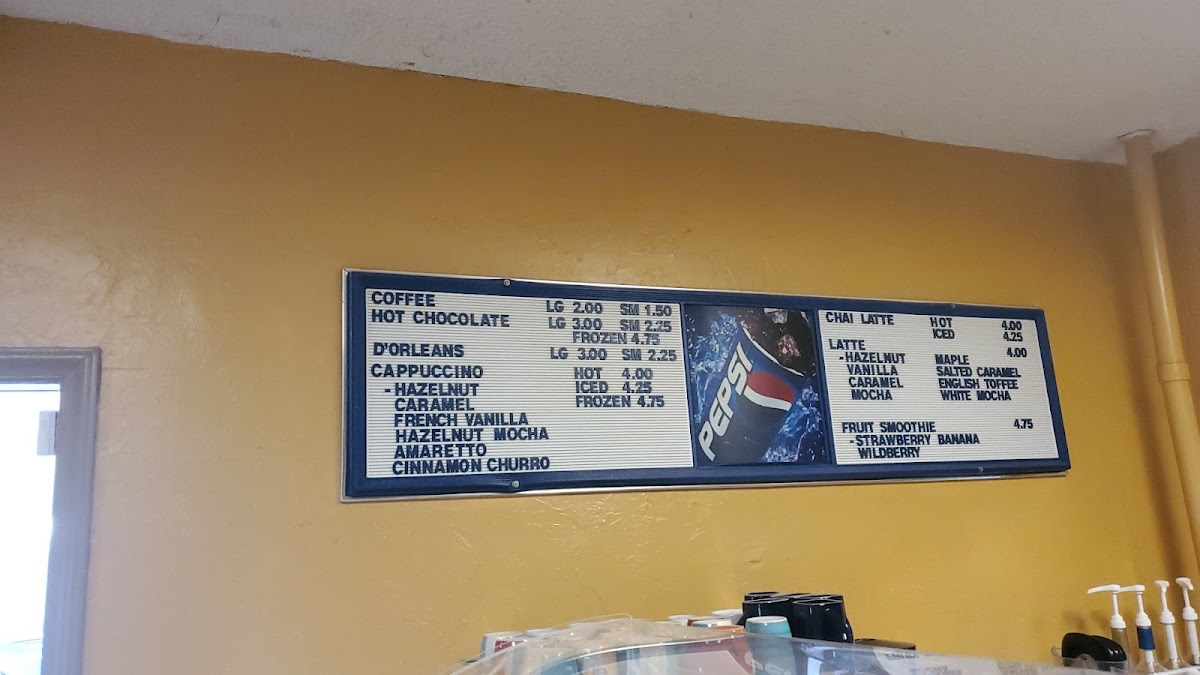 COFFEE LG 2.00 SM 1.50
HOT CHOCOLATE LG 3.00 SM 2.25
FROZEN 4.75
D'ORLEANS LG 3.00 SM 2.25
CAPPUCCINO HOT 4.00
-HAZELNUT ICED 4.25
CARAMEL FROZEN 4.75
FRENCH VANILLA
HAZELNUT MOCHA
AMARETTO
CINNAMON CHURRO
PEPSI
CHAI LATTE HOT 4.00
ICED 4.25
LATTE 4.00
-HAZELNUT MAPLE
VANILLA SALTED CARAMEL
CARAMEL ENGLISH TOFFEE
MOCHA WHITE MOCHA
FRUIT SMOOTHIE 4.75
-STRAWBERRY BANANA
WILDBERRY